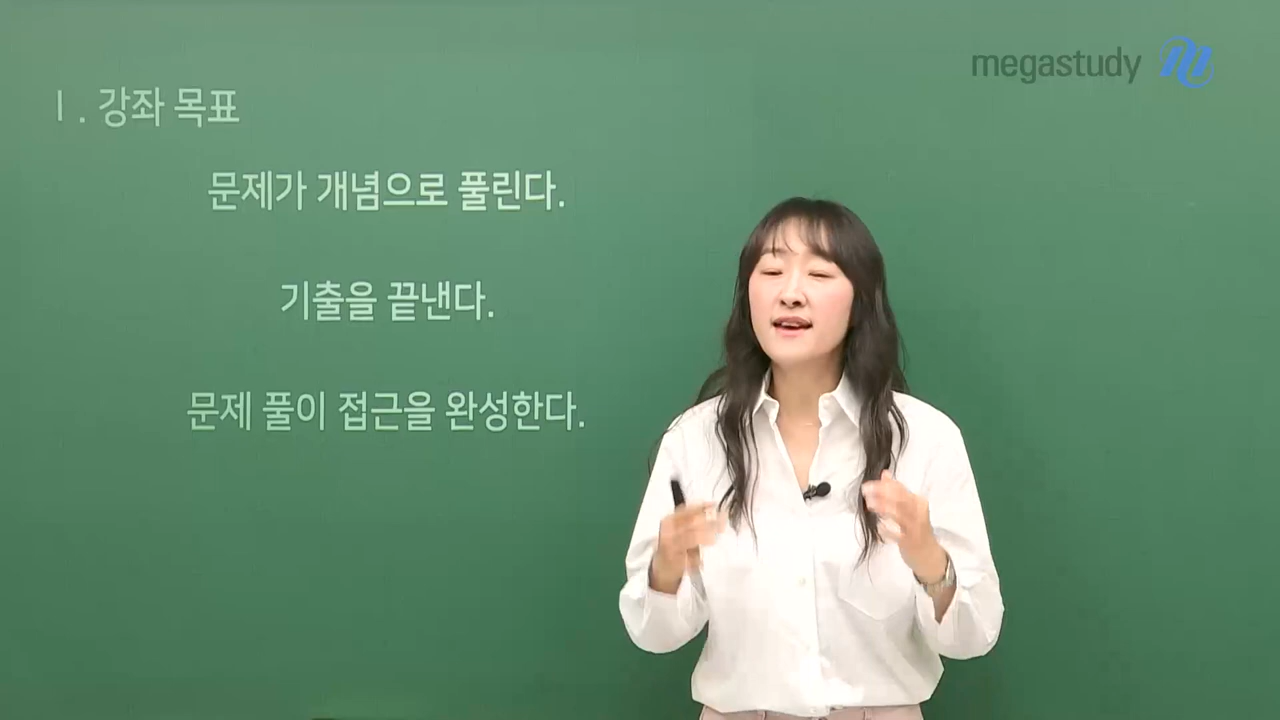 megastudy
Ⅰ. 강좌 목표
문제가 개념으로 풀린다.
기출을 끝낸다.
문제 풀이 접근을 완성한다.